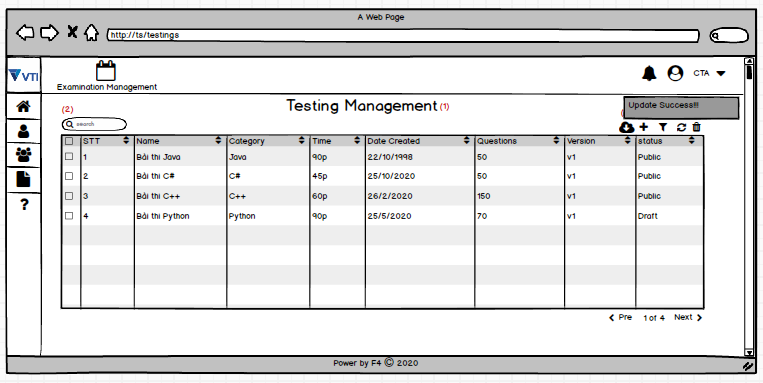 A Web Page
http://ts/testings
VTI
Examination Management
CTA
(2)
Testing Management (1)
Update Success!!!
search
STT Name Category Time Date Created Questions Version status
1 Bài thi Java Java 90p 22/10/1998 50 v1 Public
2 Bài thi C# C# 45p 25/10/2020 50 v1 Public
3 Bài thi C++ C++ 60p 26/2/2020 150 v1 Public
4 Bài thi Python Python 90p 25/5/2020 70 v1 Draft
Pre 1 of 4 Next
?
Power by F4 © 2020